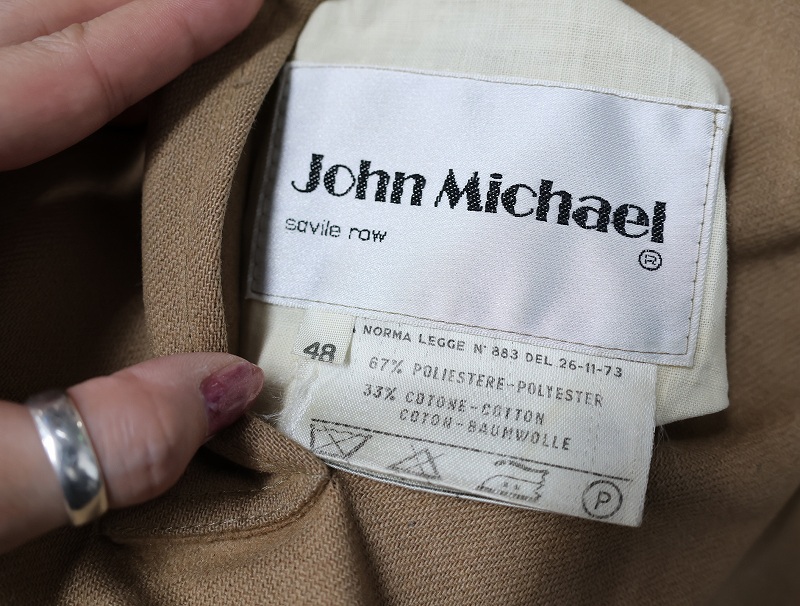 John Michael
savile row
®
48
NORMA LEGGE N° 883 DEL 26-11-73
67% POLIESTERE-POLYESTER
33% COTONE-COTTON
COTON-BAUMWOLLE
P